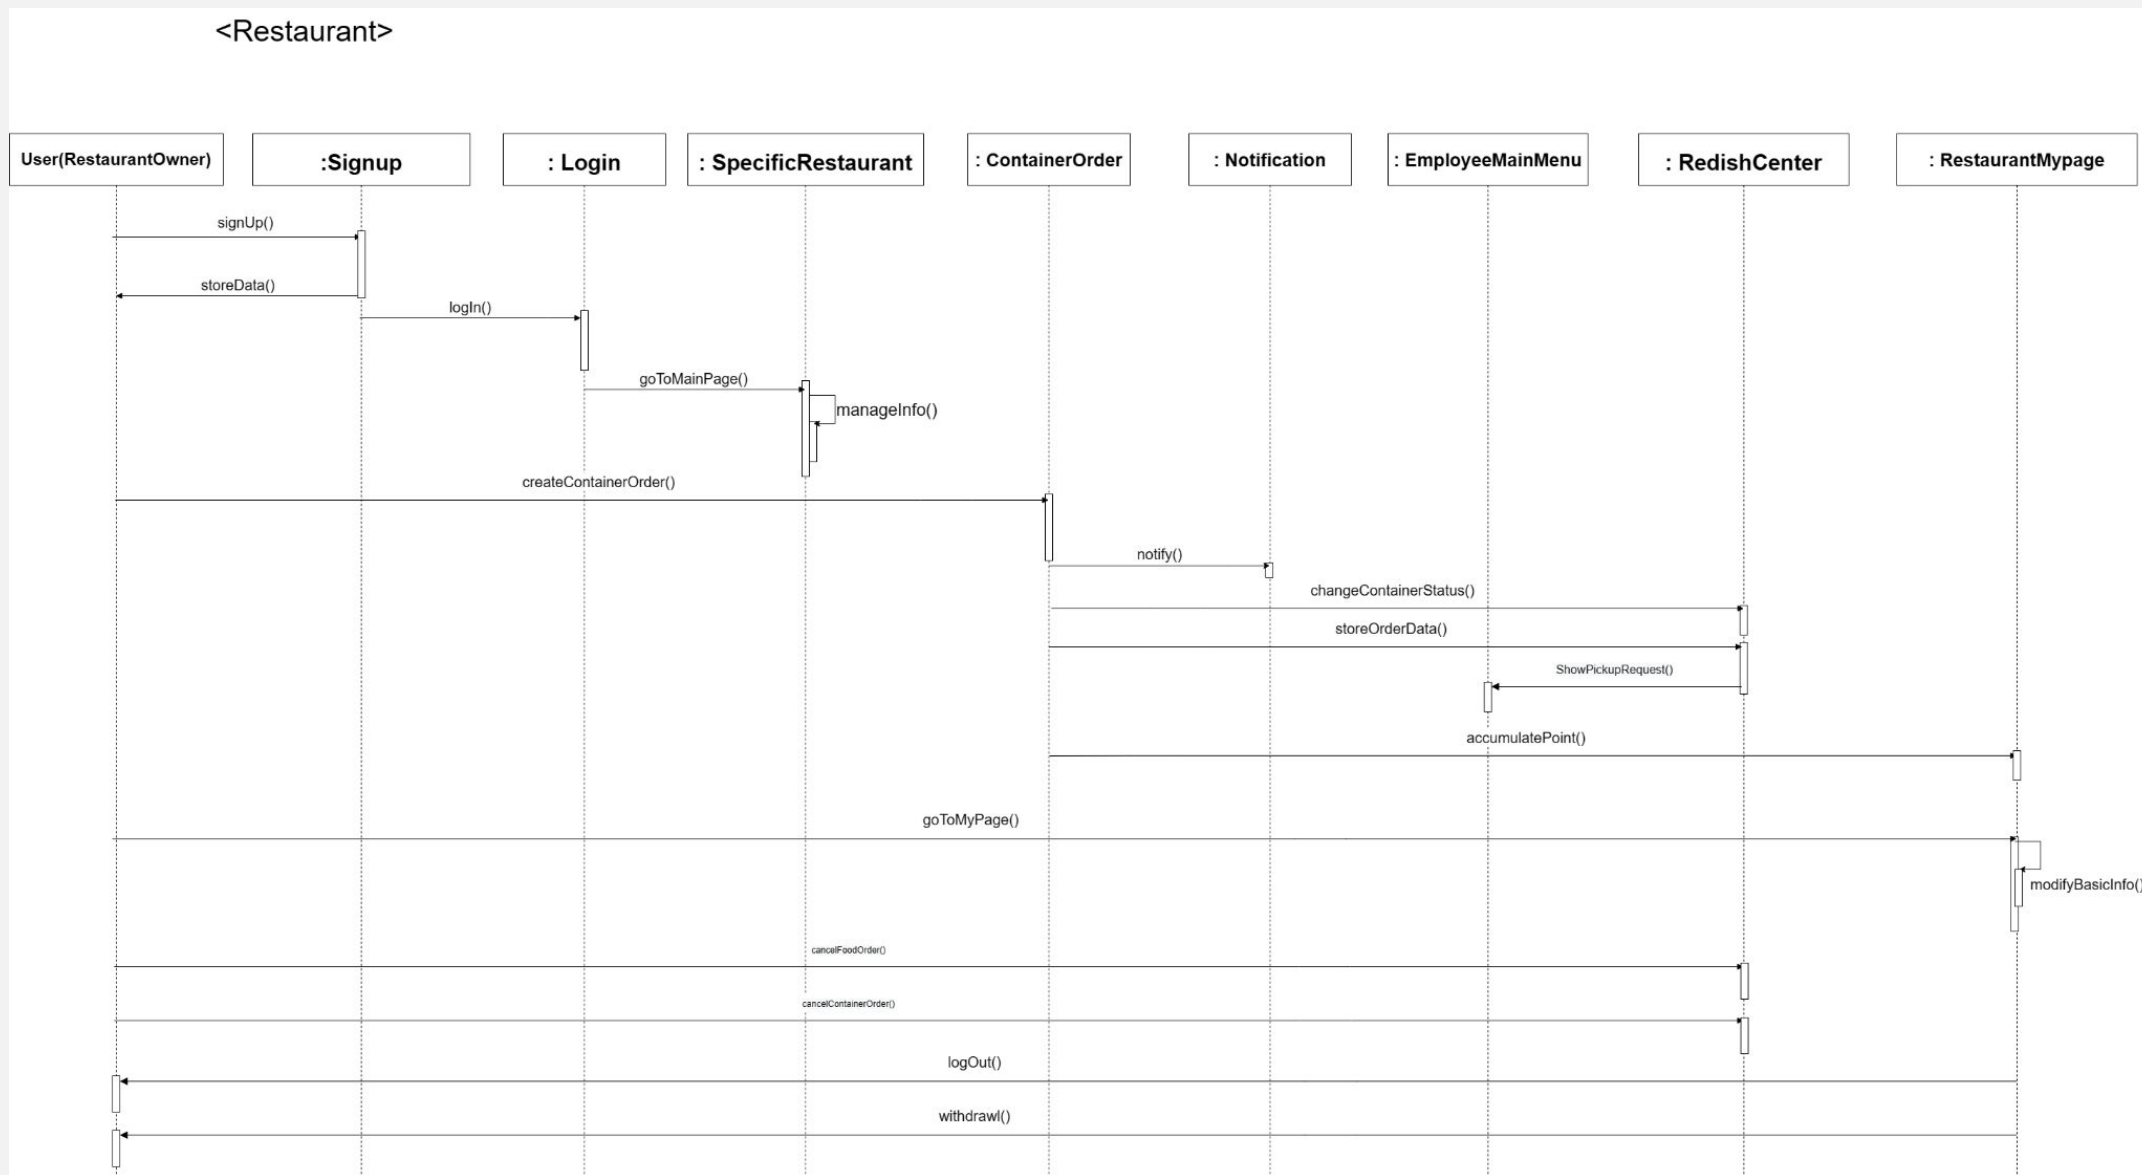 <Restaurant>
User(RestaurantOwner)
:Signup
: Login
: SpecificRestaurant
: ContainerOrder
: Notification
: EmployeeMainMenu
: RedishCenter
: RestaurantMypage
signUp()
storeData()
logIn()
goToMainPage()
manageInfo()
createContainerOrder()
notify()
changeContainerStatus()
storeOrderData()
ShowPickupRequest()
accumulatePoint()
goToMyPage()
modifyBasicInfo()
cancelFoodOrder()
cancelContainerOrder()
logOut()
withdrawl()